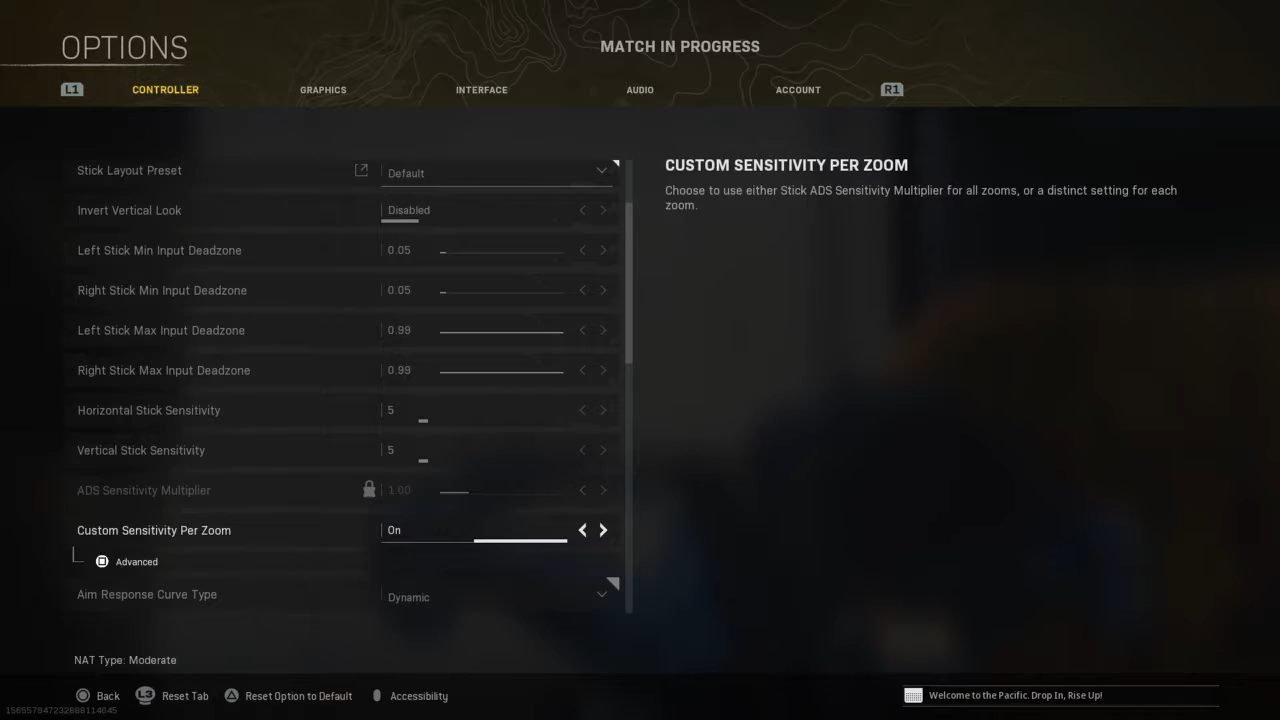 OPTIONS
MATCH IN PROGRESS
L1
CONTROLLER
GRAPHICS
INTERFACE
AUDIO
ACCOUNT
R1
Stick Layout Preset
Default
Invert Vertical Look
Disabled
Left Stick Min Input Deadzone
0.05
Right Stick Min Input Deadzone
0.05
Left Stick Max Input Deadzone
0.99
Right Stick Max Input Deadzone
0.99
Horizontal Stick Sensitivity
5
Vertical Stick Sensitivity
5
ADS Sensitivity Multiplier
1.00
Custom Sensitivity Per Zoom
On
Advanced
Aim Response Curve Type
Dynamic
CUSTOM SENSITIVITY PER ZOOM
Choose to use either Stick ADS Sensitivity Multiplier for all zooms, or a distinct setting for each
zoom.
NAT Type: Moderate
Back
L3
Reset Tab
Reset Option to Default
Accessibility
Welcome to the Pacific. Drop In, Rise Up!